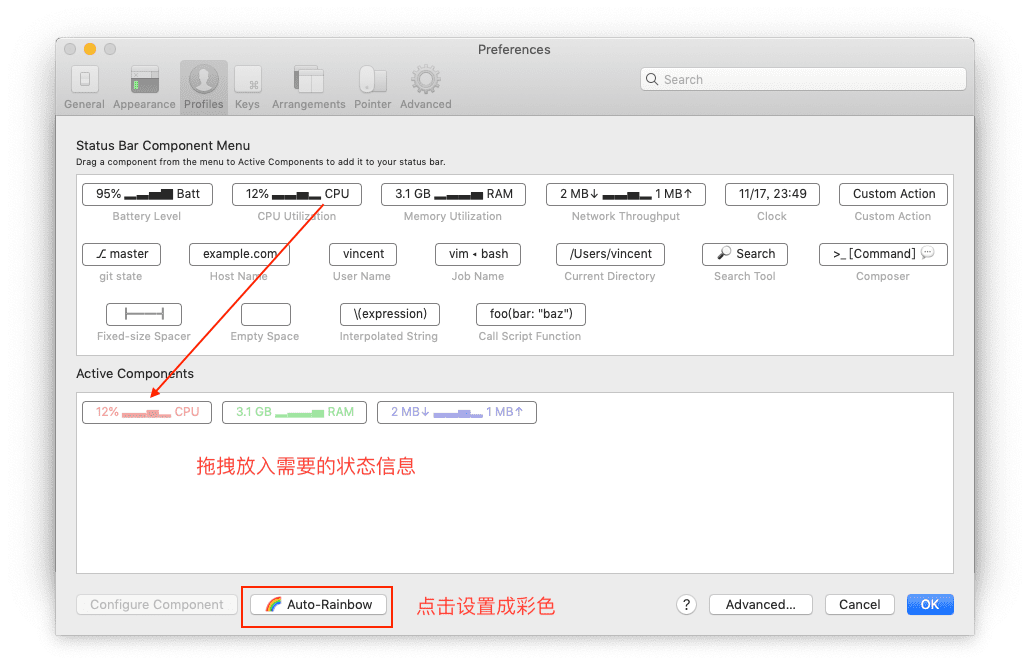 Preferences
General Appearance Profiles Keys Arrangements Pointer Advanced
Search
Status Bar Component Menu
Drag a component from the menu to Active Components to add it to your status bar.
95% Batt 12% CPU 3.1 GB RAM 2 MB↓ 1 MB↑ 11/17, 23:49 Custom Action
Battery Level CPU Utilization Memory Utilization Network Throughput Clock Custom Action
master example.com vincent vim ◂ bash /Users/vincent Search >_ [Command]
git state Host Name User Name Job Name Current Directory Search Tool Composer
\(expression) foo(bar: "baz")
Fixed-size Spacer Empty Space Interpolated String Call Script Function
Active Components
12% CPU 3.1 GB RAM 2 MB↓ 1 MB↑
拖拽放入需要的状态信息
Configure Component Auto-Rainbow 点击设置成彩色 ? Advanced... Cancel OK